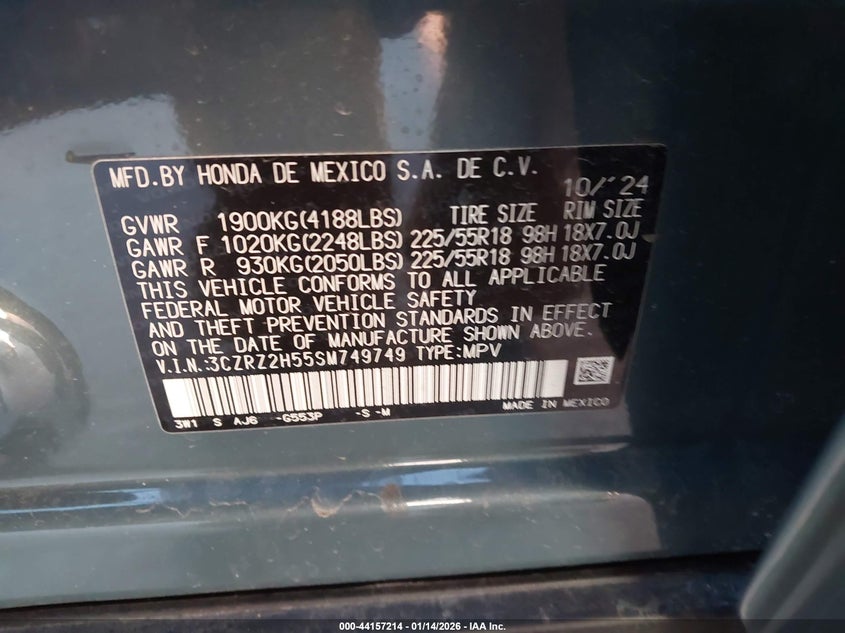 MFD.BY HONDA DE MEXICO S.A. DE C.V. 10/'24
GVWR 1900KG(4188LBS) TIRE SIZE RIM SIZE
GAWR F 1020KG(2248LBS) 225/55R18 98H 18X7.0J
GAWR R 930KG(2050LBS) 225/55R18 98H 18X7.0J
THIS VEHICLE CONFORMS TO ALL APPLICABLE
FEDERAL MOTOR VEHICLE SAFETY
AND THEFT PREVENTION STANDARDS IN EFFECT
ON THE DATE OF MANUFACTURE SHOWN ABOVE.
V.I.N.:3CZRZ2H55SM749749 TYPE:MPV
3W1 S AJ6 -G553P -S -M MADE IN MEXICO
000-44157214 - 01/14/2026 - IAA Inc.